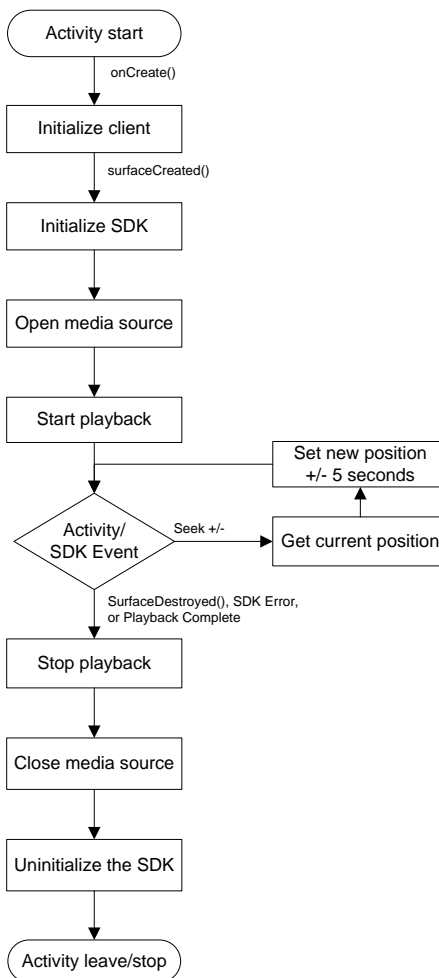 Activity start
onCreate()
Initialize client
surfaceCreated()
Initialize SDK
Open media source
Start playback
Set new position
+/- 5 seconds
Activity/
SDK Event
Seek +/-
Get current position
SurfaceDestroyed(), SDK Error,
or Playback Complete
Stop playback
Close media source
Uninitialize the SDK
Activity leave/stop